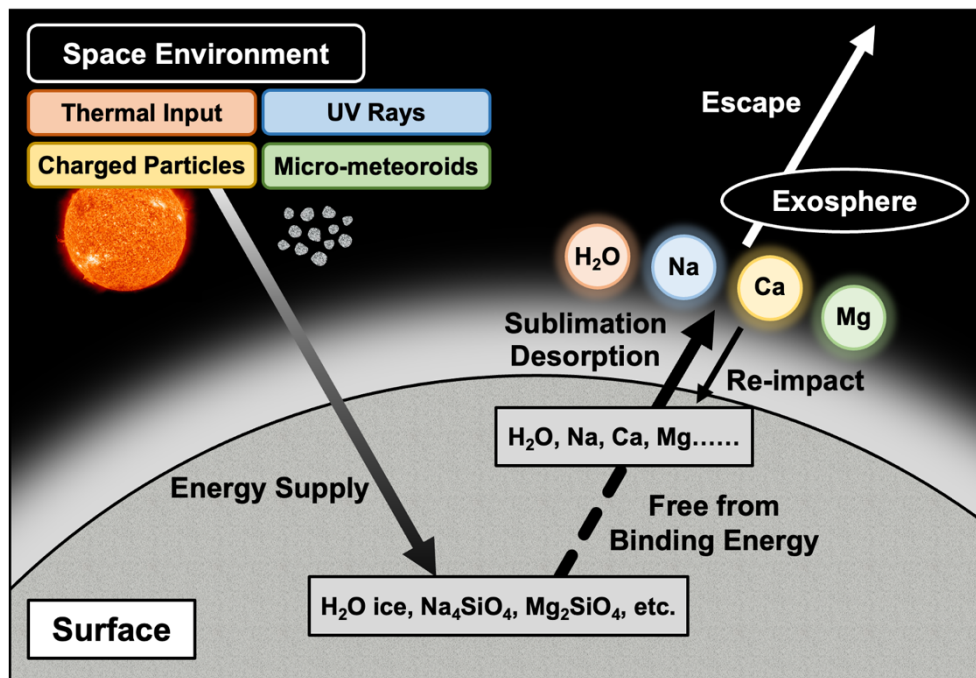 Space Environment
Thermal Input
UV Rays
Charged Particles
Micro-meteoroids
Escape
Exosphere
H₂O
Na
Ca
Mg
Sublimation
Desorption
Re-impact
H₂O, Na, Ca, Mg......
Energy Supply
Free from
Binding Energy
H₂O ice, Na₄SiO₄, Mg₂SiO₄, etc.
Surface